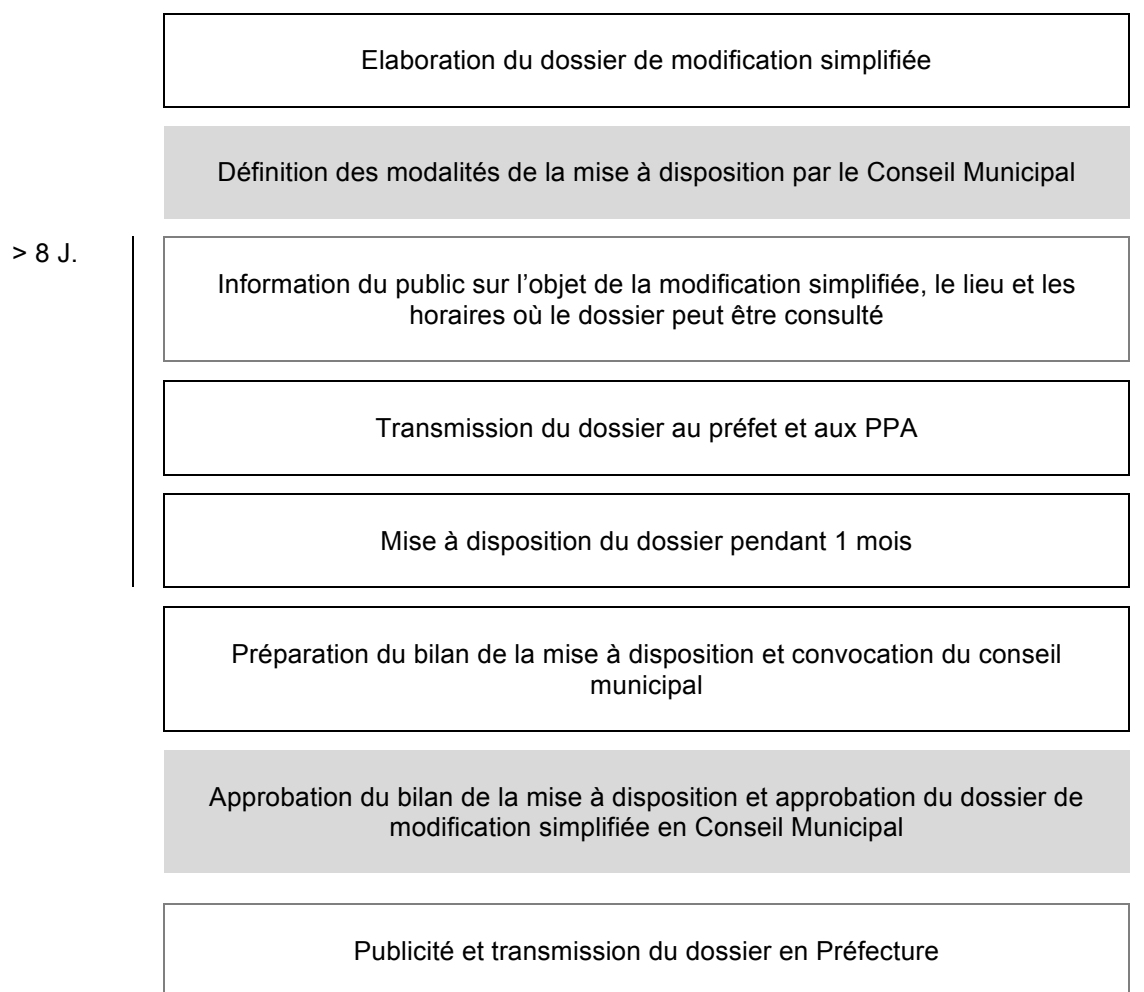 Elaboration du dossier de modification simplifiée
Définition des modalités de la mise à disposition par le Conseil Municipal
> 8 J.
Information du public sur l’objet de la modification simplifiée, le lieu et les
horaires où le dossier peut être consulté
Transmission du dossier au préfet et aux PPA
Mise à disposition du dossier pendant 1 mois
Préparation du bilan de la mise à disposition et convocation du conseil
municipal
Approbation du bilan de la mise à disposition et approbation du dossier de
modification simplifiée en Conseil Municipal
Publicité et transmission du dossier en Préfecture